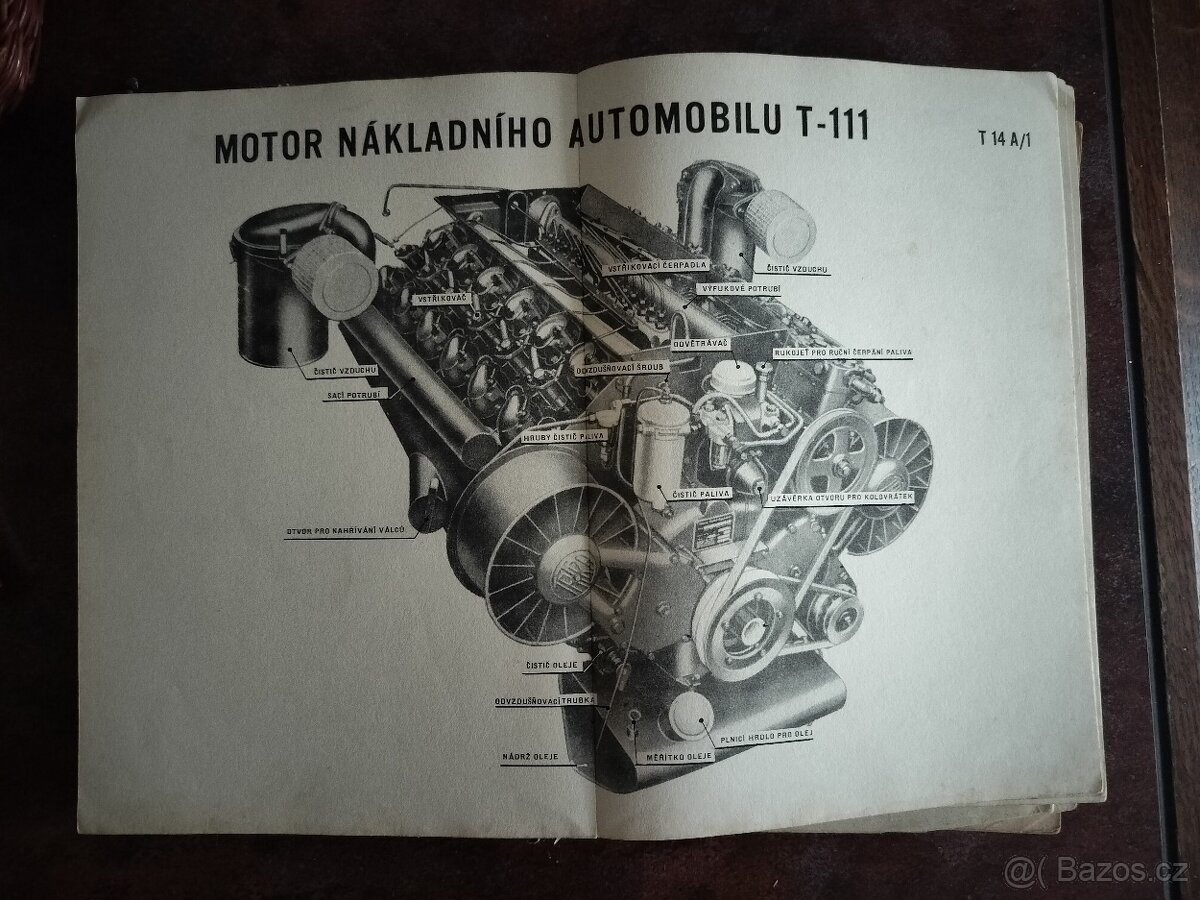 MOTOR NÁKLADNÍHO AUTOMOBILU T-111
T 14 A/1
VSTŘIKOVACÍ ČERPADLA
ČISTIČ VZDUCHU
VÝFUKOVÉ POTRUBÍ
VSTŘIKOVAČ
ODVĚTRÁVAČ
RUKOJEŤ PRO RUČNÍ ČERPÁNÍ PALIVA
ČISTIČ VZDUCHU
ODVZDUŠŇOVACÍ ŠROUB
SACÍ POTRUBÍ
HRUBÝ ČISTIČ PALIVA
ČISTIČ PALIVA
UZÁVĚRKA OTVORU PRO KOLOVRÁTEK
OTVOR PRO NAHŘÍVÁNÍ VÁLCŮ
TATRA
ČISTIČ OLEJE
ODVZDUŠŇOVACÍ TRUBKA
PLNICÍ HRDLO PRO OLEJ
NÁDRŽ OLEJE
MĚŘÍTKO OLEJE
@( Bazos.cz